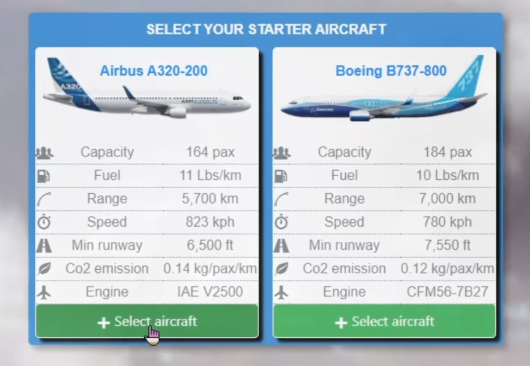 SELECT YOUR STARTER AIRCRAFT
Airbus A320-200
A320
Capacity 164 pax
Fuel 11 Lbs/km
Range 5,700 km
Speed 823 kph
Min runway 6,500 ft
Co2 emission 0.14 kg/pax/km
Engine IAE V2500
+ Select aircraft
Boeing B737-800
737
Capacity 184 pax
Fuel 10 Lbs/km
Range 7,000 km
Speed 780 kph
Min runway 7,550 ft
Co2 emission 0.12 kg/pax/km
Engine CFM56-7B27
+ Select aircraft